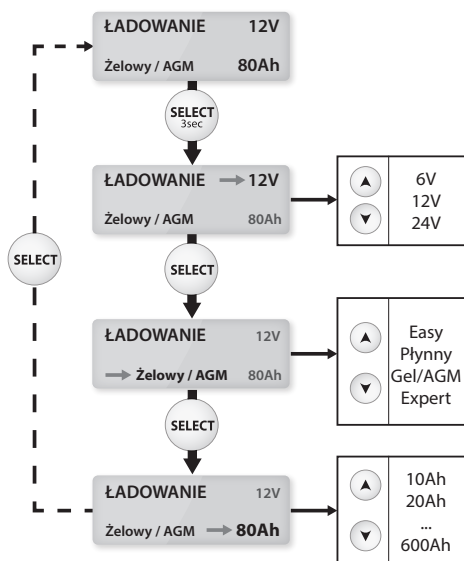 ŁADOWANIE 12V
Żelowy / AGM 80Ah
SELECT
3sec
ŁADOWANIE 12V
Żelowy / AGM 80Ah
6V
12V
24V
SELECT
SELECT
ŁADOWANIE 12V
Żelowy / AGM 80Ah
Easy
Płynny
Gel/AGM
Expert
SELECT
ŁADOWANIE 12V
Żelowy / AGM 80Ah
10Ah
20Ah
...
600Ah